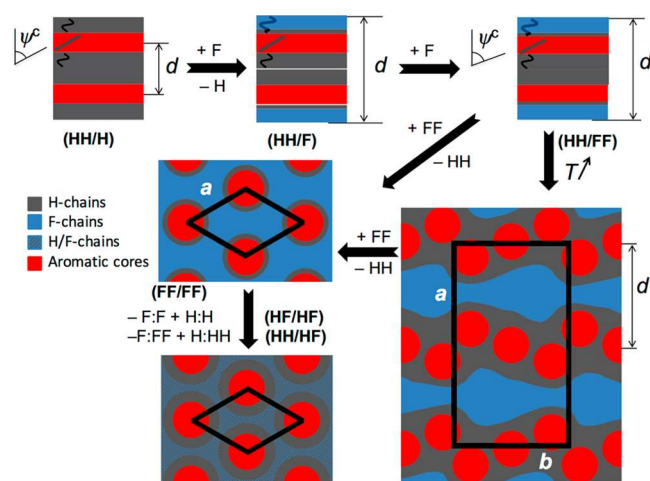 ψᶜ
+ F
– H
d
+ F
d
ψᶜ
d
(HH/H)
(HH/F)
(HH/FF)
+ FF
– HH
T↗
H-chains
F-chains
H/F-chains
Aromatic cores
a
+ FF
– HH
(FF/FF)
a
d
b
– F:F + H:H
–F:FF + H:HH
(HF/HF)
(HH/HF)